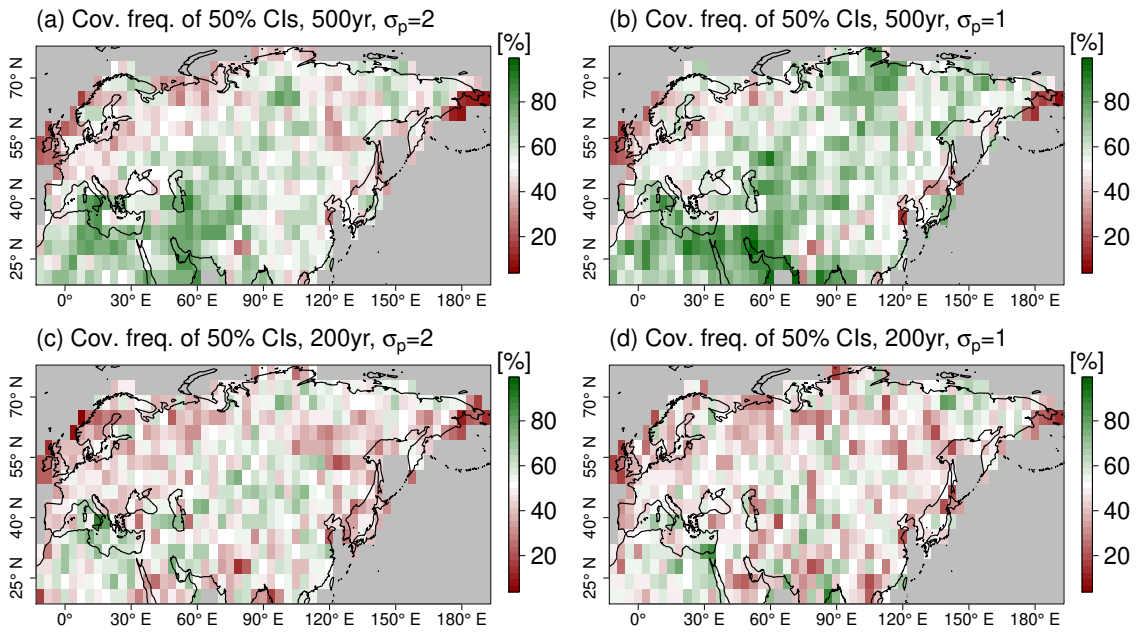 (a) Cov. freq. of 50% CIs, 500yr, σp=2
[%]
70° N
55° N
40° N
25° N
80
60
40
20
0° 30° E 60° E 90° E 120° E 150° E 180° E
(b) Cov. freq. of 50% CIs, 500yr, σp=1
[%]
70° N
55° N
40° N
25° N
80
60
40
20
0° 30° E 60° E 90° E 120° E 150° E 180° E
(c) Cov. freq. of 50% CIs, 200yr, σp=2
[%]
70° N
55° N
40° N
25° N
80
60
40
20
0° 30° E 60° E 90° E 120° E 150° E 180° E
(d) Cov. freq. of 50% CIs, 200yr, σp=1
[%]
70° N
55° N
40° N
25° N
80
60
40
20
0° 30° E 60° E 90° E 120° E 150° E 180° E